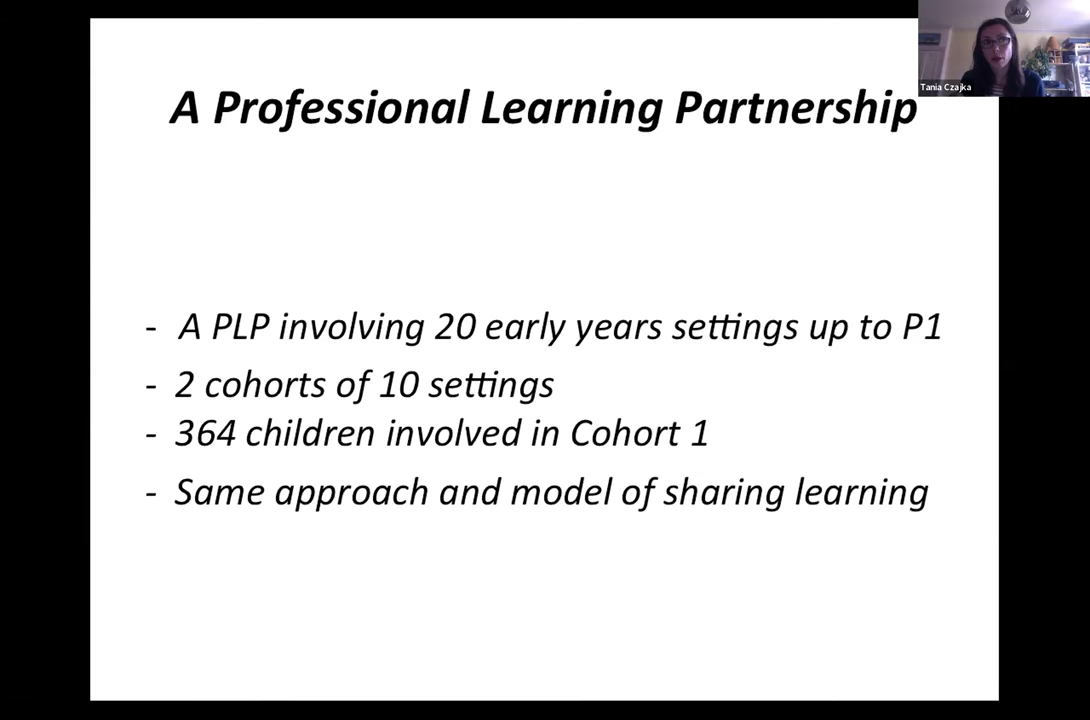 A Professional Learning Partnership
Tania Czajka
- A PLP involving 20 early years settings up to P1
- 2 cohorts of 10 settings
- 364 children involved in Cohort 1
- Same approach and model of sharing learning